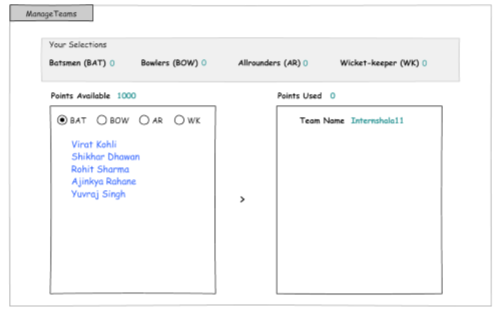 ManageTeams
Your Selections
Batsmen (BAT) 0 Bowlers (BOW) 0 Allrounders (AR) 0 Wicket-keeper (WK) 0
Points Available 1000 Points Used 0
BAT BOW AR WK
Team Name Internshala11
Virat Kohli
Shikhar Dhawan
Rohit Sharma
Ajinkya Rahane
Yuvraj Singh
>